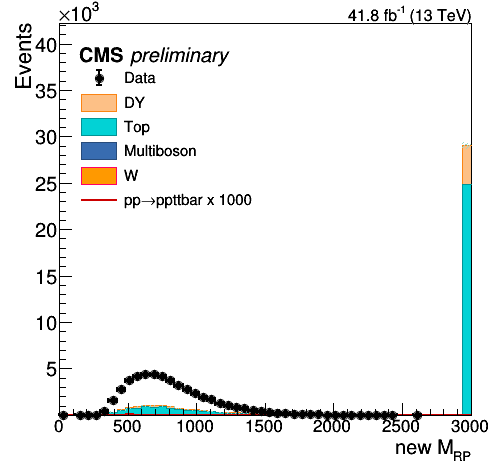 ×10³
41.8 fb⁻¹ (13 TeV)
Events
CMS preliminary
Data
DY
Top
Multiboson
W
pp→ppttbar x 1000
40
35
30
25
20
15
10
5
0 500 1000 1500 2000 2500 3000
new M_RP